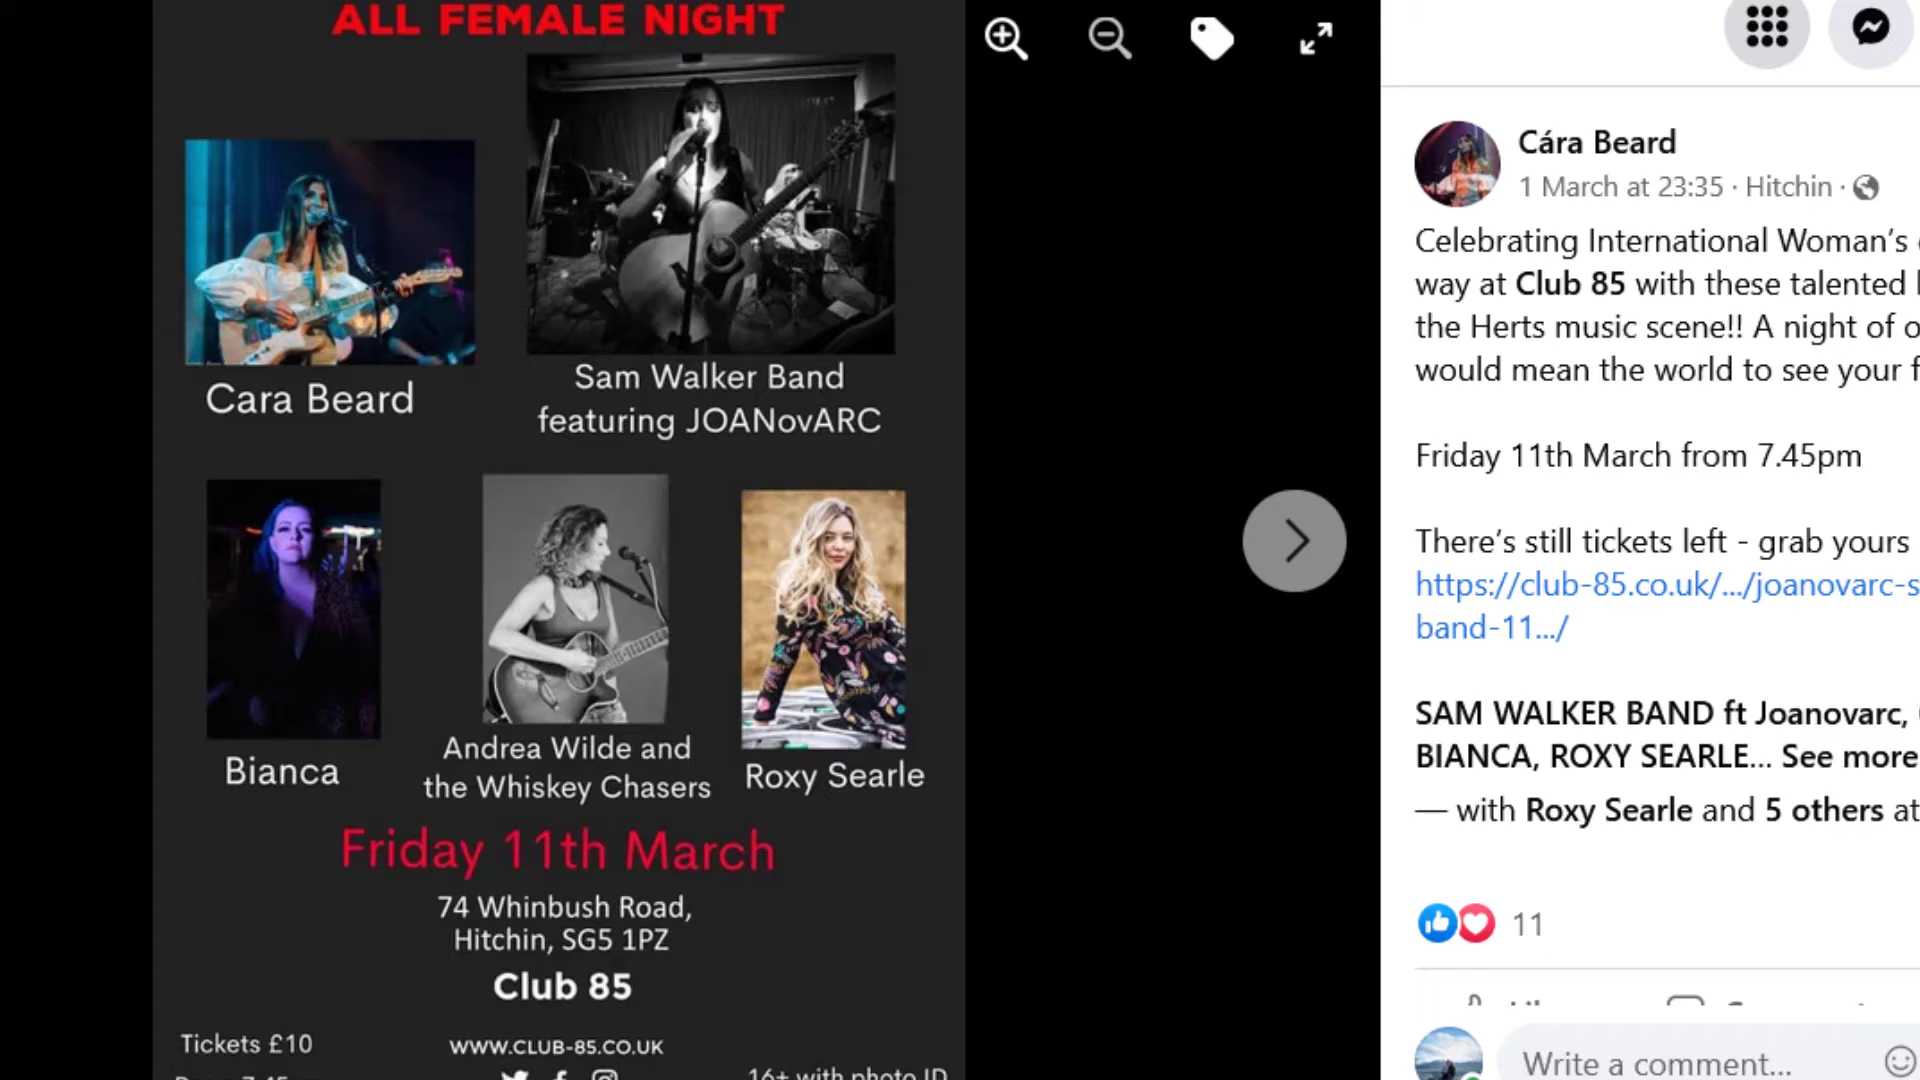 ALL FEMALE NIGHT
Cara Beard
Sam Walker Band
featuring JOANovARC
Bianca
Andrea Wilde and
the Whiskey Chasers
Roxy Searle
Friday 11th March
74 Whinbush Road,
Hitchin, SG5 1PZ
Club 85
Tickets £10
WWW.CLUB-85.CO.UK
16+ with photo ID
Cára Beard
1 March at 23:35 · Hitchin ·
Celebrating International Woman's
way at Club 85 with these talented
the Herts music scene!! A night of
would mean the world to see your
Friday 11th March from 7.45pm
There's still tickets left - grab yours
https://club-85.co.uk/.../joanovarc-s
band-11.../
SAM WALKER BAND ft Joanovarc,
BIANCA, ROXY SEARLE... See more
— with Roxy Searle and 5 others at
11
Write a comment...